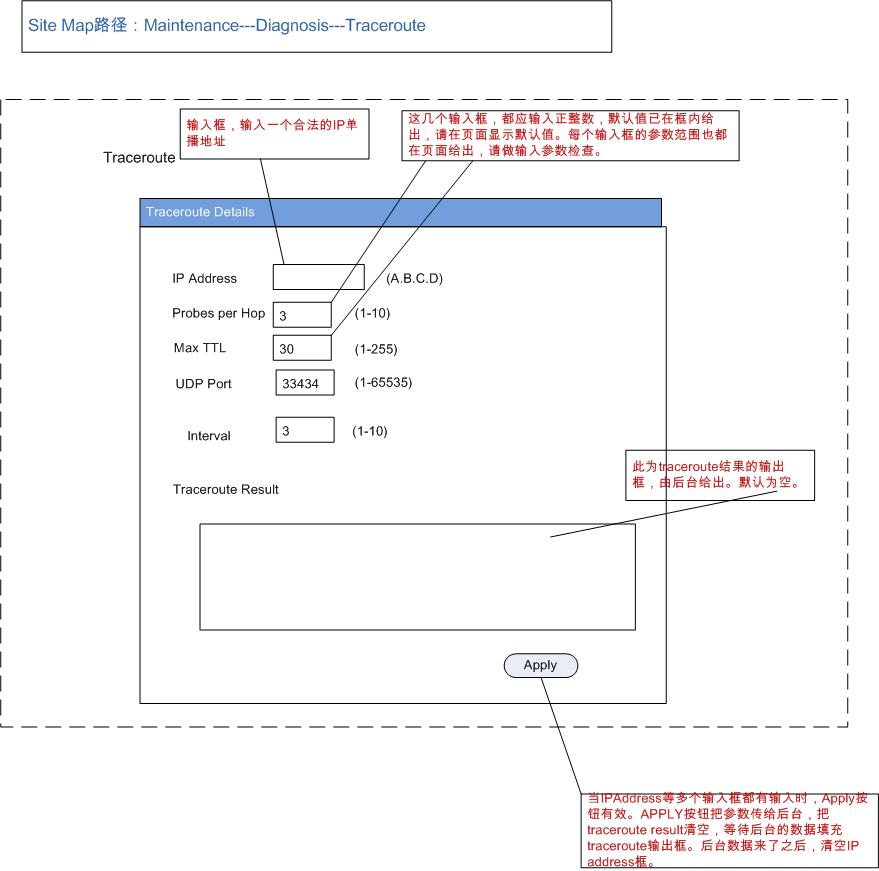 Site Map路径：Maintenance---Diagnosis---Traceroute
输入框，输入一个合法的IP单
播地址
这几个输入框，都应输入正整数，默认值已在框内给
出，请在页面显示默认值。每个输入框的参数范围也都
在页面给出，请做输入参数检查。
Traceroute
Traceroute Details
IP Address (A.B.C.D)
Probes per Hop 3 (1-10)
Max TTL 30 (1-255)
UDP Port 33434 (1-65535)
Interval 3 (1-10)
此为traceroute结果的输出
框，由后台给出。默认为空。
Traceroute Result
Apply
当IPAddress等多个输入框都有输入时，Apply按
钮有效。APPLY按钮把参数传给后台，把
traceroute result清空，等待后台的数据填充
traceroute输出框。后台数据来了之后，清空IP
address框。